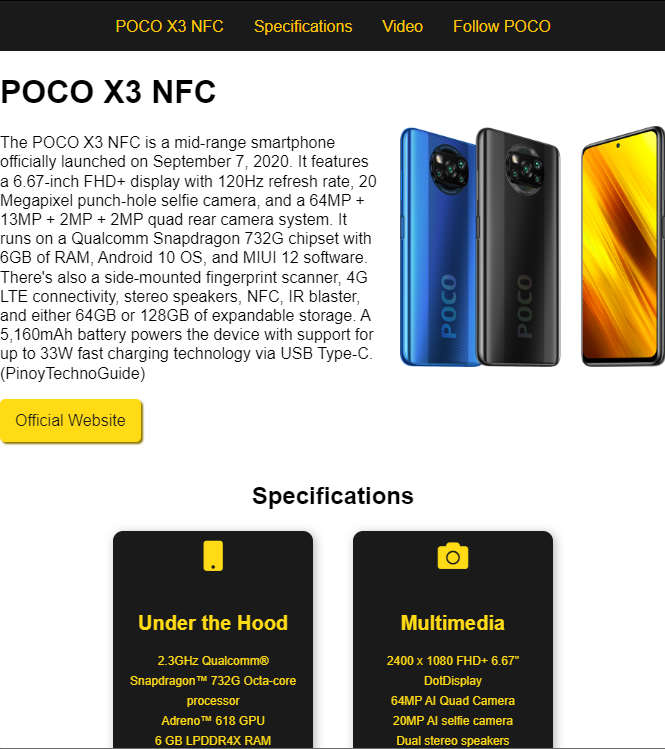 POCO X3 NFC Specifications Video Follow POCO
POCO X3 NFC
The POCO X3 NFC is a mid-range smartphone
officially launched on September 7, 2020. It features
a 6.67-inch FHD+ display with 120Hz refresh rate, 20
Megapixel punch-hole selfie camera, and a 64MP +
13MP + 2MP + 2MP quad rear camera system. It
runs on a Qualcomm Snapdragon 732G chipset with
6GB of RAM, Android 10 OS, and MIUI 12 software.
There's also a side-mounted fingerprint scanner, 4G
LTE connectivity, stereo speakers, NFC, IR blaster,
and either 64GB or 128GB of expandable storage. A
5,160mAh battery powers the device with support for
up to 33W fast charging technology via USB Type-C.
(PinoyTechnoGuide)
POCO
POCO
Official Website
Specifications
Under the Hood
2.3GHz Qualcomm®
Snapdragon™ 732G Octa-core
processor
Adreno™ 618 GPU
6 GB LPDDR4X RAM
Multimedia
2400 x 1080 FHD+ 6.67"
DotDisplay
64MP AI Quad Camera
20MP AI selfie camera
Dual stereo speakers